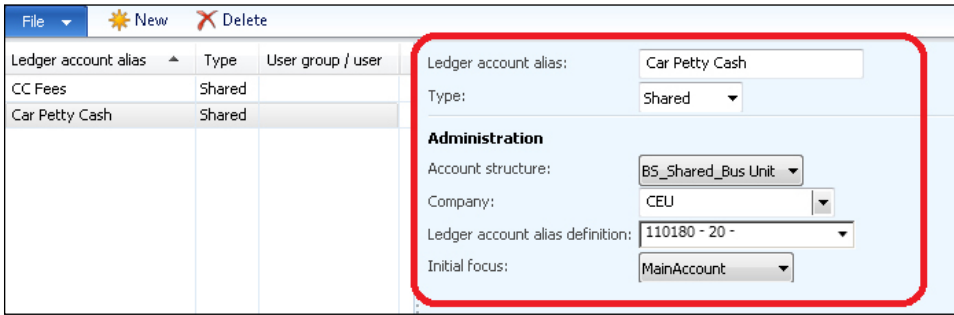 File New Delete
Ledger account alias Type User group / user
CC Fees Shared
Car Petty Cash Shared
Ledger account alias: Car Petty Cash
Type: Shared
Administration
Account structure: BS_Shared_Bus Unit
Company: CEU
Ledger account alias definition: 110180 - 20 -
Initial focus: MainAccount